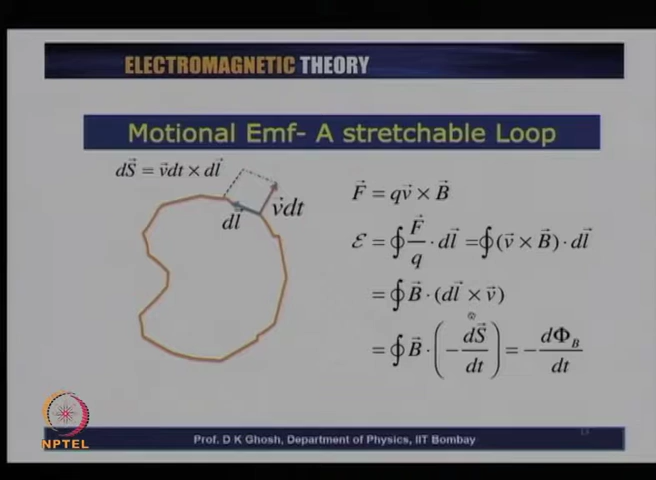 ELECTROMAGNETIC THEORY
Motional Emf- A stretchable Loop
dS⃗ = v⃗dt × dl⃗
dl⃗
v⃗dt
F⃗ = qv⃗ × B⃗
ℰ = ∮ F⃗/q · dl⃗ = ∮(v⃗ × B⃗) · dl⃗
= ∮ B⃗ · (dl⃗ × v⃗)
= ∮ B⃗ · (− dS⃗/dt) = − dΦ_B/dt
NPTEL
Prof. D K Ghosh, Department of Physics, IIT Bombay